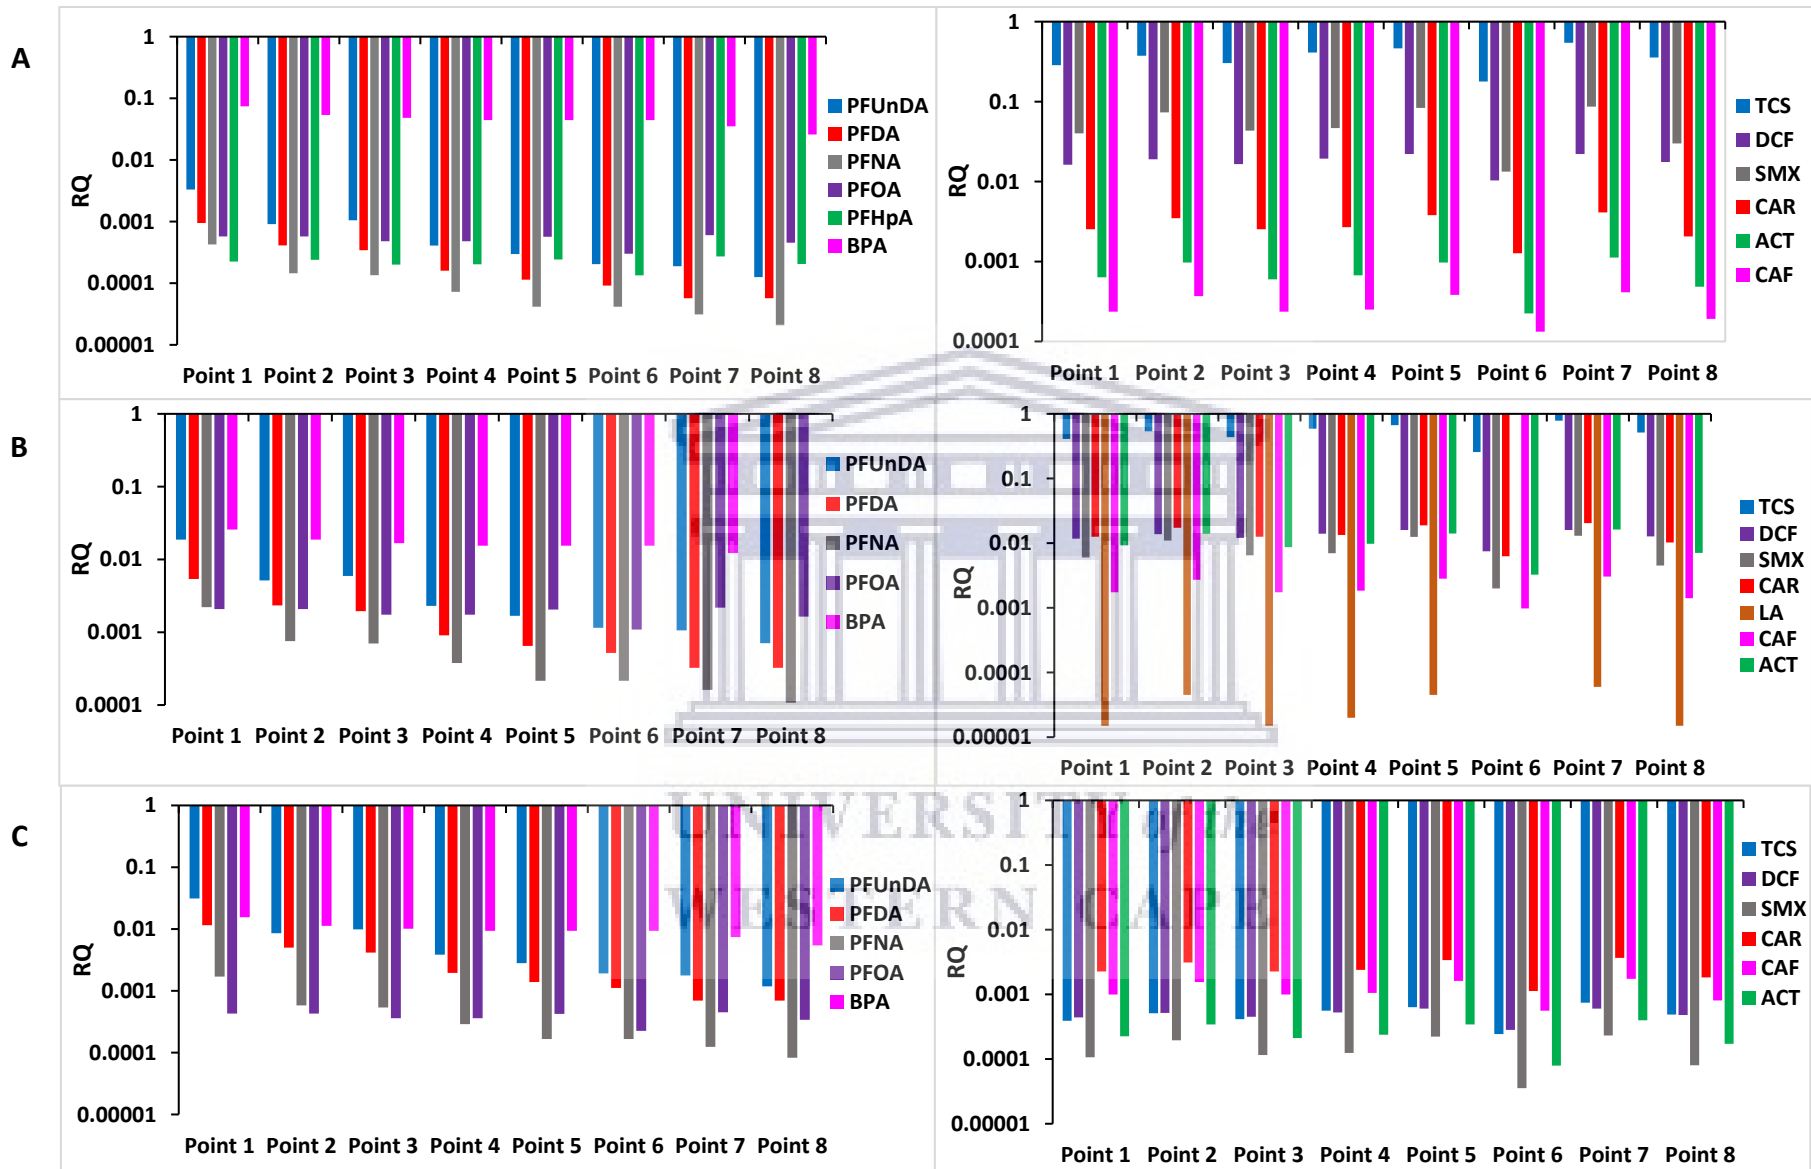 A
1
0.1
0.01
0.001
0.0001
0.00001
RQ
Point 1 Point 2 Point 3 Point 4 Point 5 Point 6 Point 7 Point 8
PFUnDA
PFDA
PFNA
PFOA
PFHpA
BPA
1
0.1
0.01
0.001
0.0001
RQ
Point 1 Point 2 Point 3 Point 4 Point 5 Point 6 Point 7 Point 8
TCS
DCF
SMX
CAR
ACT
CAF
B
1
0.1
0.01
0.001
0.0001
RQ
Point 1 Point 2 Point 3 Point 4 Point 5 Point 6 Point 7 Point 8
PFUnDA
PFDA
PFNA
PFOA
BPA
1
0.1
0.01
0.001
0.0001
0.00001
RQ
Point 1 Point 2 Point 3 Point 4 Point 5 Point 6 Point 7 Point 8
TCS
DCF
SMX
CAR
LA
CAF
ACT
C
1
0.1
0.01
0.001
0.0001
0.00001
RQ
Point 1 Point 2 Point 3 Point 4 Point 5 Point 6 Point 7 Point 8
PFUnDA
PFDA
PFNA
PFOA
BPA
1
0.1
0.01
0.001
0.0001
0.00001
RQ
Point 1 Point 2 Point 3 Point 4 Point 5 Point 6 Point 7 Point 8
TCS
DCF
SMX
CAR
CAF
ACT
UNIVERSITY of the
WESTERN CAPE